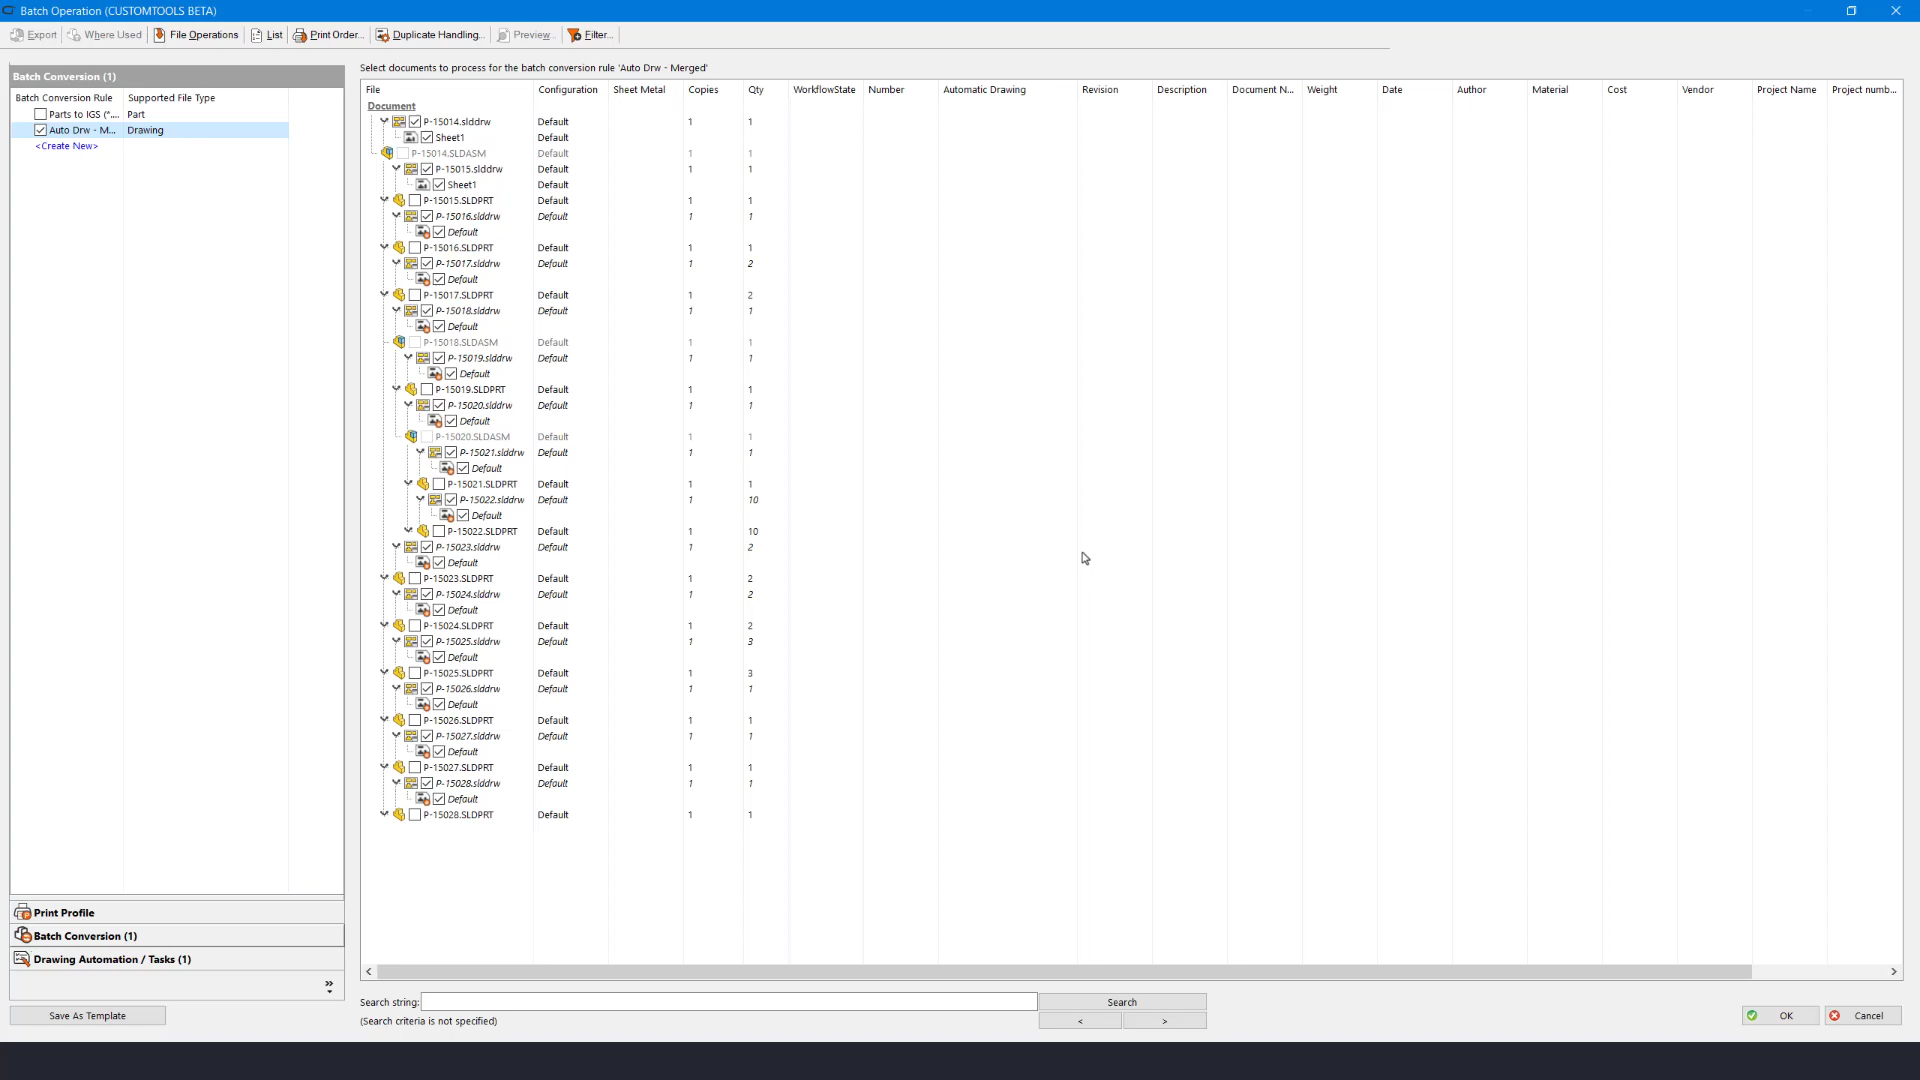 Batch Operation (CUSTOMTOOLS BETA)
Export Where Used File Operations List Print Order... Duplicate Handling... Preview... Filter...
Batch Conversion (1)
Select documents to process for the batch conversion rule 'Auto Drw - Merged'
Batch Conversion Rule Supported File Type
Parts to IGS (*.... Part
Auto Drw - M... Drawing
<Create New>
File Configuration Sheet Metal Copies Qty WorkflowState Number Automatic Drawing Revision Description Document N... Weight Date Author Material Cost Vendor Project Name Project numb...
Document
P-15014.slddrw Default 1 1
Sheet1 Default
P-15014.SLDASM Default 1 1
P-15015.slddrw Default 1 1
Sheet1 Default
P-15015.SLDPRT Default 1 1
P-15016.slddrw Default 1 1
Default
P-15016.SLDPRT Default 1 1
P-15017.slddrw Default 1 2
Default
P-15017.SLDPRT Default 1 2
P-15018.slddrw Default 1 1
Default
P-15018.SLDASM Default 1 1
P-15019.slddrw Default 1 1
Default
P-15019.SLDPRT Default 1 1
P-15020.slddrw Default 1 1
Default
P-15020.SLDASM Default 1 1
P-15021.slddrw Default 1 1
Default
P-15021.SLDPRT Default 1 1
P-15022.slddrw Default 1 10
Default
P-15022.SLDPRT Default 1 10
P-15023.slddrw Default 1 2
Default
P-15023.SLDPRT Default 1 2
P-15024.slddrw Default 1 2
Default
P-15024.SLDPRT Default 1 2
P-15025.slddrw Default 1 3
Default
P-15025.SLDPRT Default 1 3
P-15026.slddrw Default 1 1
Default
P-15026.SLDPRT Default 1 1
P-15027.slddrw Default 1 1
Default
P-15027.SLDPRT Default 1 1
P-15028.slddrw Default 1 1
Default
P-15028.SLDPRT Default 1 1
Print Profile
Batch Conversion (1)
Drawing Automation / Tasks (1)
»
Save As Template
Search string: Search
(Search criteria is not specified) < >
OK Cancel